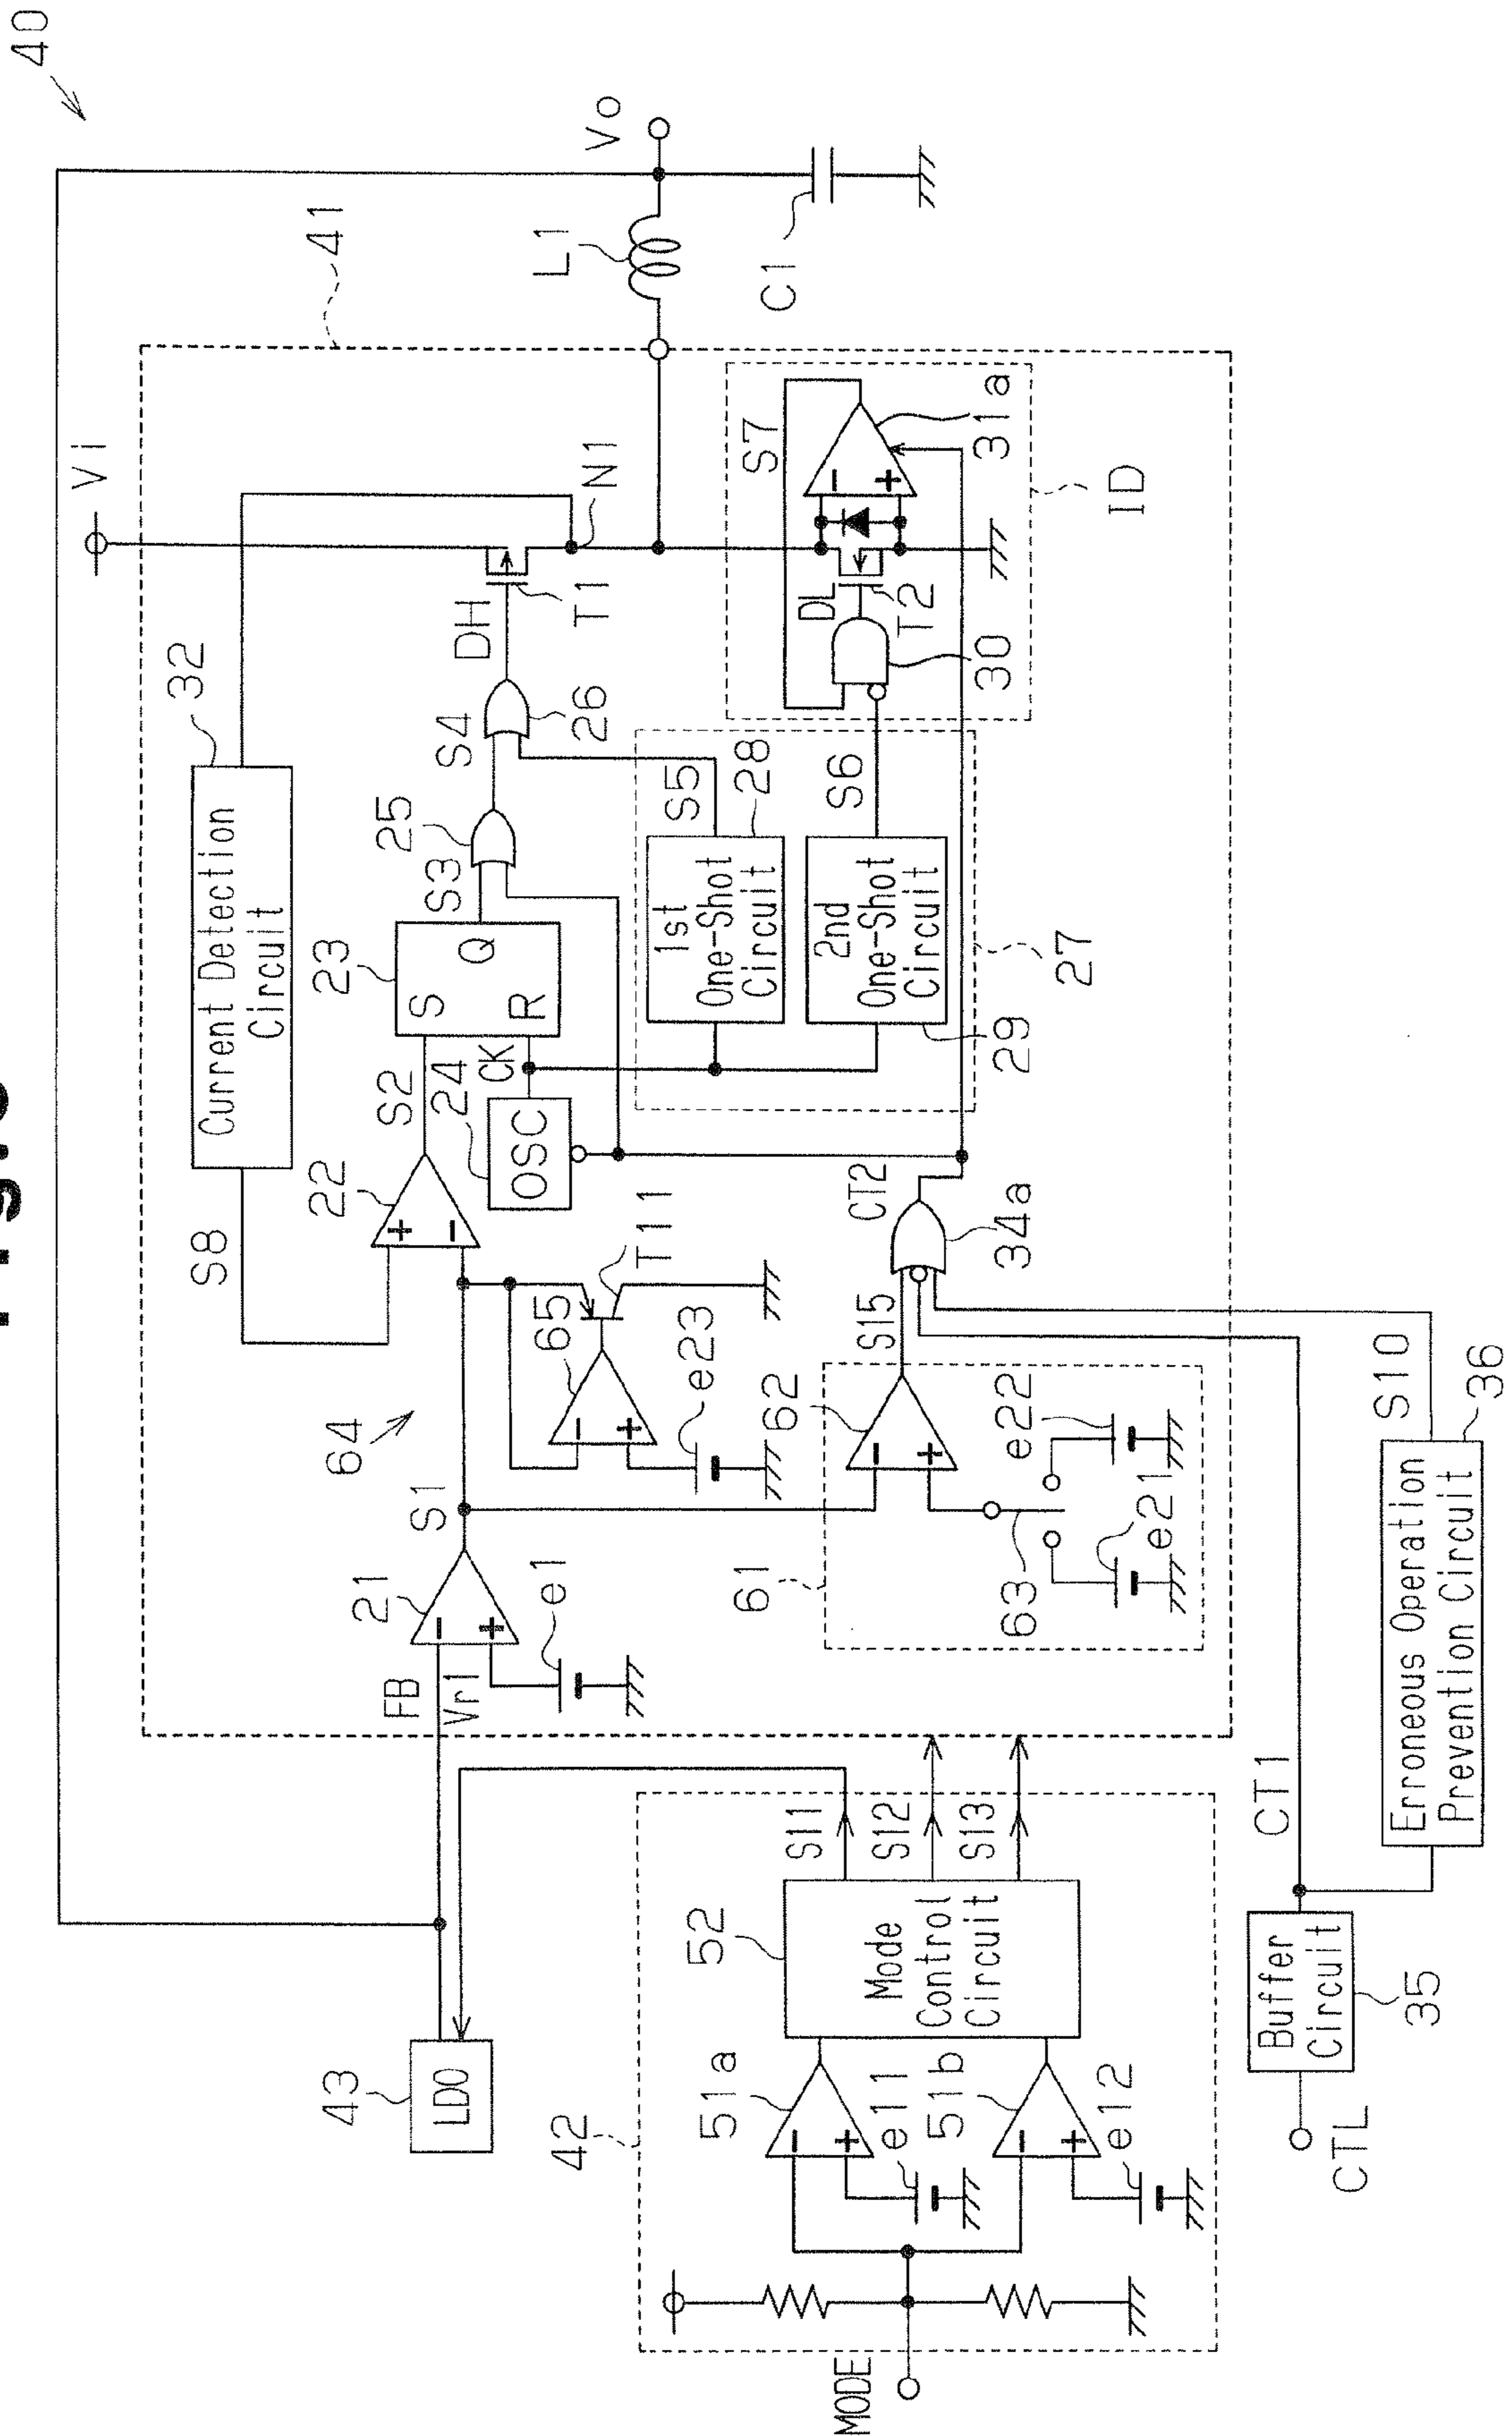 40
Vi
41
Vo
L1
C1
32
Current Detection
Circuit
S8
22
S2
23
S
R
Q
S3
25
S4
26
DH
T1
N1
24
CK
OSC
S5
1st
One-Shot
Circuit
28
2nd
One-Shot
Circuit
29
27
S6
S7
DL
T2
30
31a
ID
64
S1
65
T11
e23
CT2
34a
S15
62
61
63
e21
e22
21
FB
Vr1
e1
43
LDO
S11
S12
S13
52
Mode
Control
Circuit
42
51a
e11
51b
e12
MODE
CT1
S10
Erroneous Operation
Prevention Circuit
36
Buffer
Circuit
35
CTL